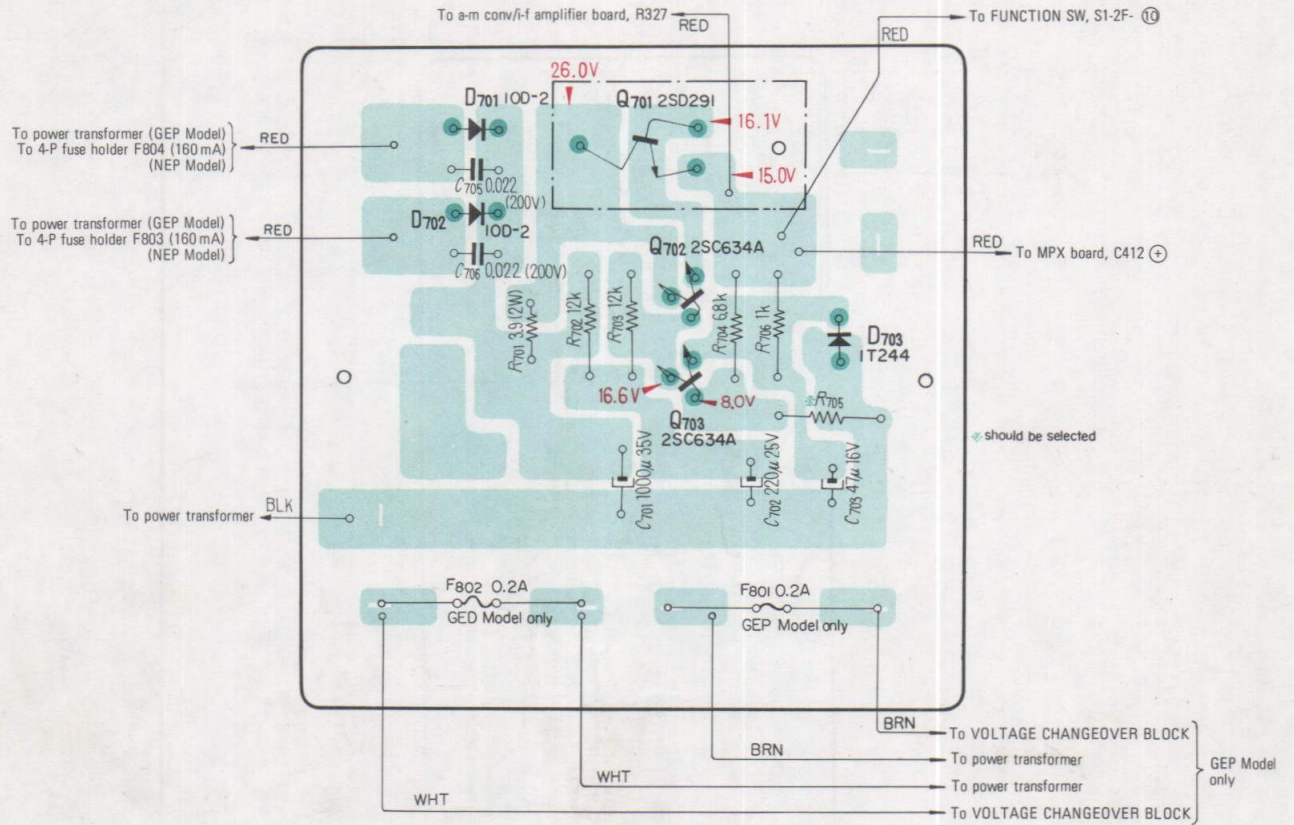 To a-m conv/i-f amplifier board, R327
RED
To FUNCTION SW, S1-2F- ⑩
RED
26.0V
D701 10D-2
Q701 2SD291
16.1V
To power transformer (GEP Model)
To 4-P fuse holder F804 (160 mA)
(NEP Model)
RED
C705 0.022
(200V)
15.0V
D702
10D-2
To power transformer (GEP Model)
To 4-P fuse holder F803 (160 mA)
(NEP Model)
RED
C706 0.022 (200V)
Q702 2SC634A
RED
To MPX board, C412 ⊕
R701 3.9 (2W)
R702 12k
R703 12k
R704 6.8k
R706 11k
D703
1T244
16.6V
8.0V
※R705
Q703
2SC634A
※ should be selected
C701 1000μ 35V
C702 220μ 25V
C703 47μ 16V
BLK
To power transformer
F802 0.2A
GED Model only
F801 0.2A
GEP Model only
BRN
To VOLTAGE CHANGEOVER BLOCK
BRN
To power transformer
WHT
To power transformer
WHT
To VOLTAGE CHANGEOVER BLOCK
GEP Model
only